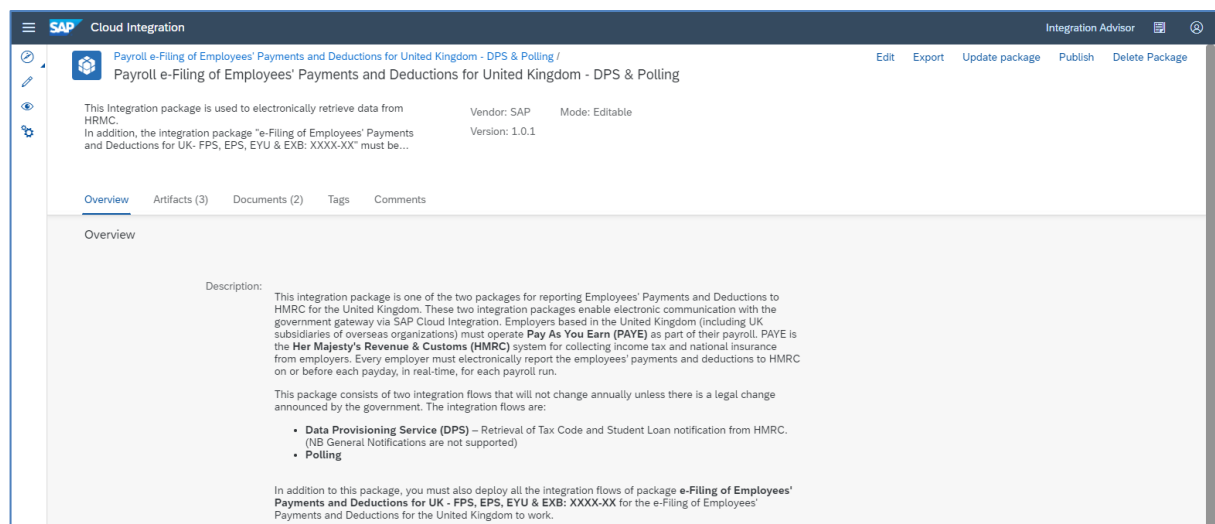 SAP Cloud Integration Integration Advisor
Payroll e-Filing of Employees' Payments and Deductions for United Kingdom - DPS & Polling /
Payroll e-Filing of Employees' Payments and Deductions for United Kingdom - DPS & Polling
Edit Export Update package Publish Delete Package
This Integration package is used to electronically retrieve data from
HRMC.
In addition, the integration package "e-Filing of Employees' Payments
and Deductions for UK- FPS, EPS, EYU & EXB: XXXX-XX" must be...
Vendor: SAP Mode: Editable
Version: 1.0.1
Overview Artifacts (3) Documents (2) Tags Comments
Overview
Description:
This integration package is one of the two packages for reporting Employees' Payments and Deductions to
HMRC for the United Kingdom. These two integration packages enable electronic communication with the
government gateway via SAP Cloud Integration. Employers based in the United Kingdom (including UK
subsidiaries of overseas organizations) must operate Pay As You Earn (PAYE) as part of their payroll. PAYE is
the Her Majesty's Revenue & Customs (HMRC) system for collecting income tax and national insurance
from employers. Every employer must electronically report the employees' payments and deductions to HMRC
on or before each payday, in real-time, for each payroll run.
This package consists of two integration flows that will not change annually unless there is a legal change
announced by the government. The integration flows are:
• Data Provisioning Service (DPS) – Retrieval of Tax Code and Student Loan notification from HMRC.
(NB General Notifications are not supported)
• Polling
In addition to this package, you must also deploy all the integration flows of package e-Filing of Employees'
Payments and Deductions for UK - FPS, EPS, EYU & EXB: XXXX-XX for the e-Filing of Employees'
Payments and Deductions for the United Kingdom to work.